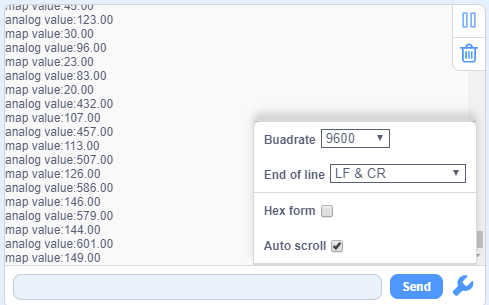 map value:45.00
analog value:123.00
map value:30.00
analog value:96.00
map value:23.00
analog value:83.00
map value:20.00
analog value:432.00
map value:107.00
analog value:457.00
map value:113.00
analog value:507.00
map value:126.00
analog value:586.00
map value:146.00
analog value:579.00
map value:144.00
analog value:601.00
map value:149.00
Buadrate 9600
End of line LF & CR
Hex form
Auto scroll
Send